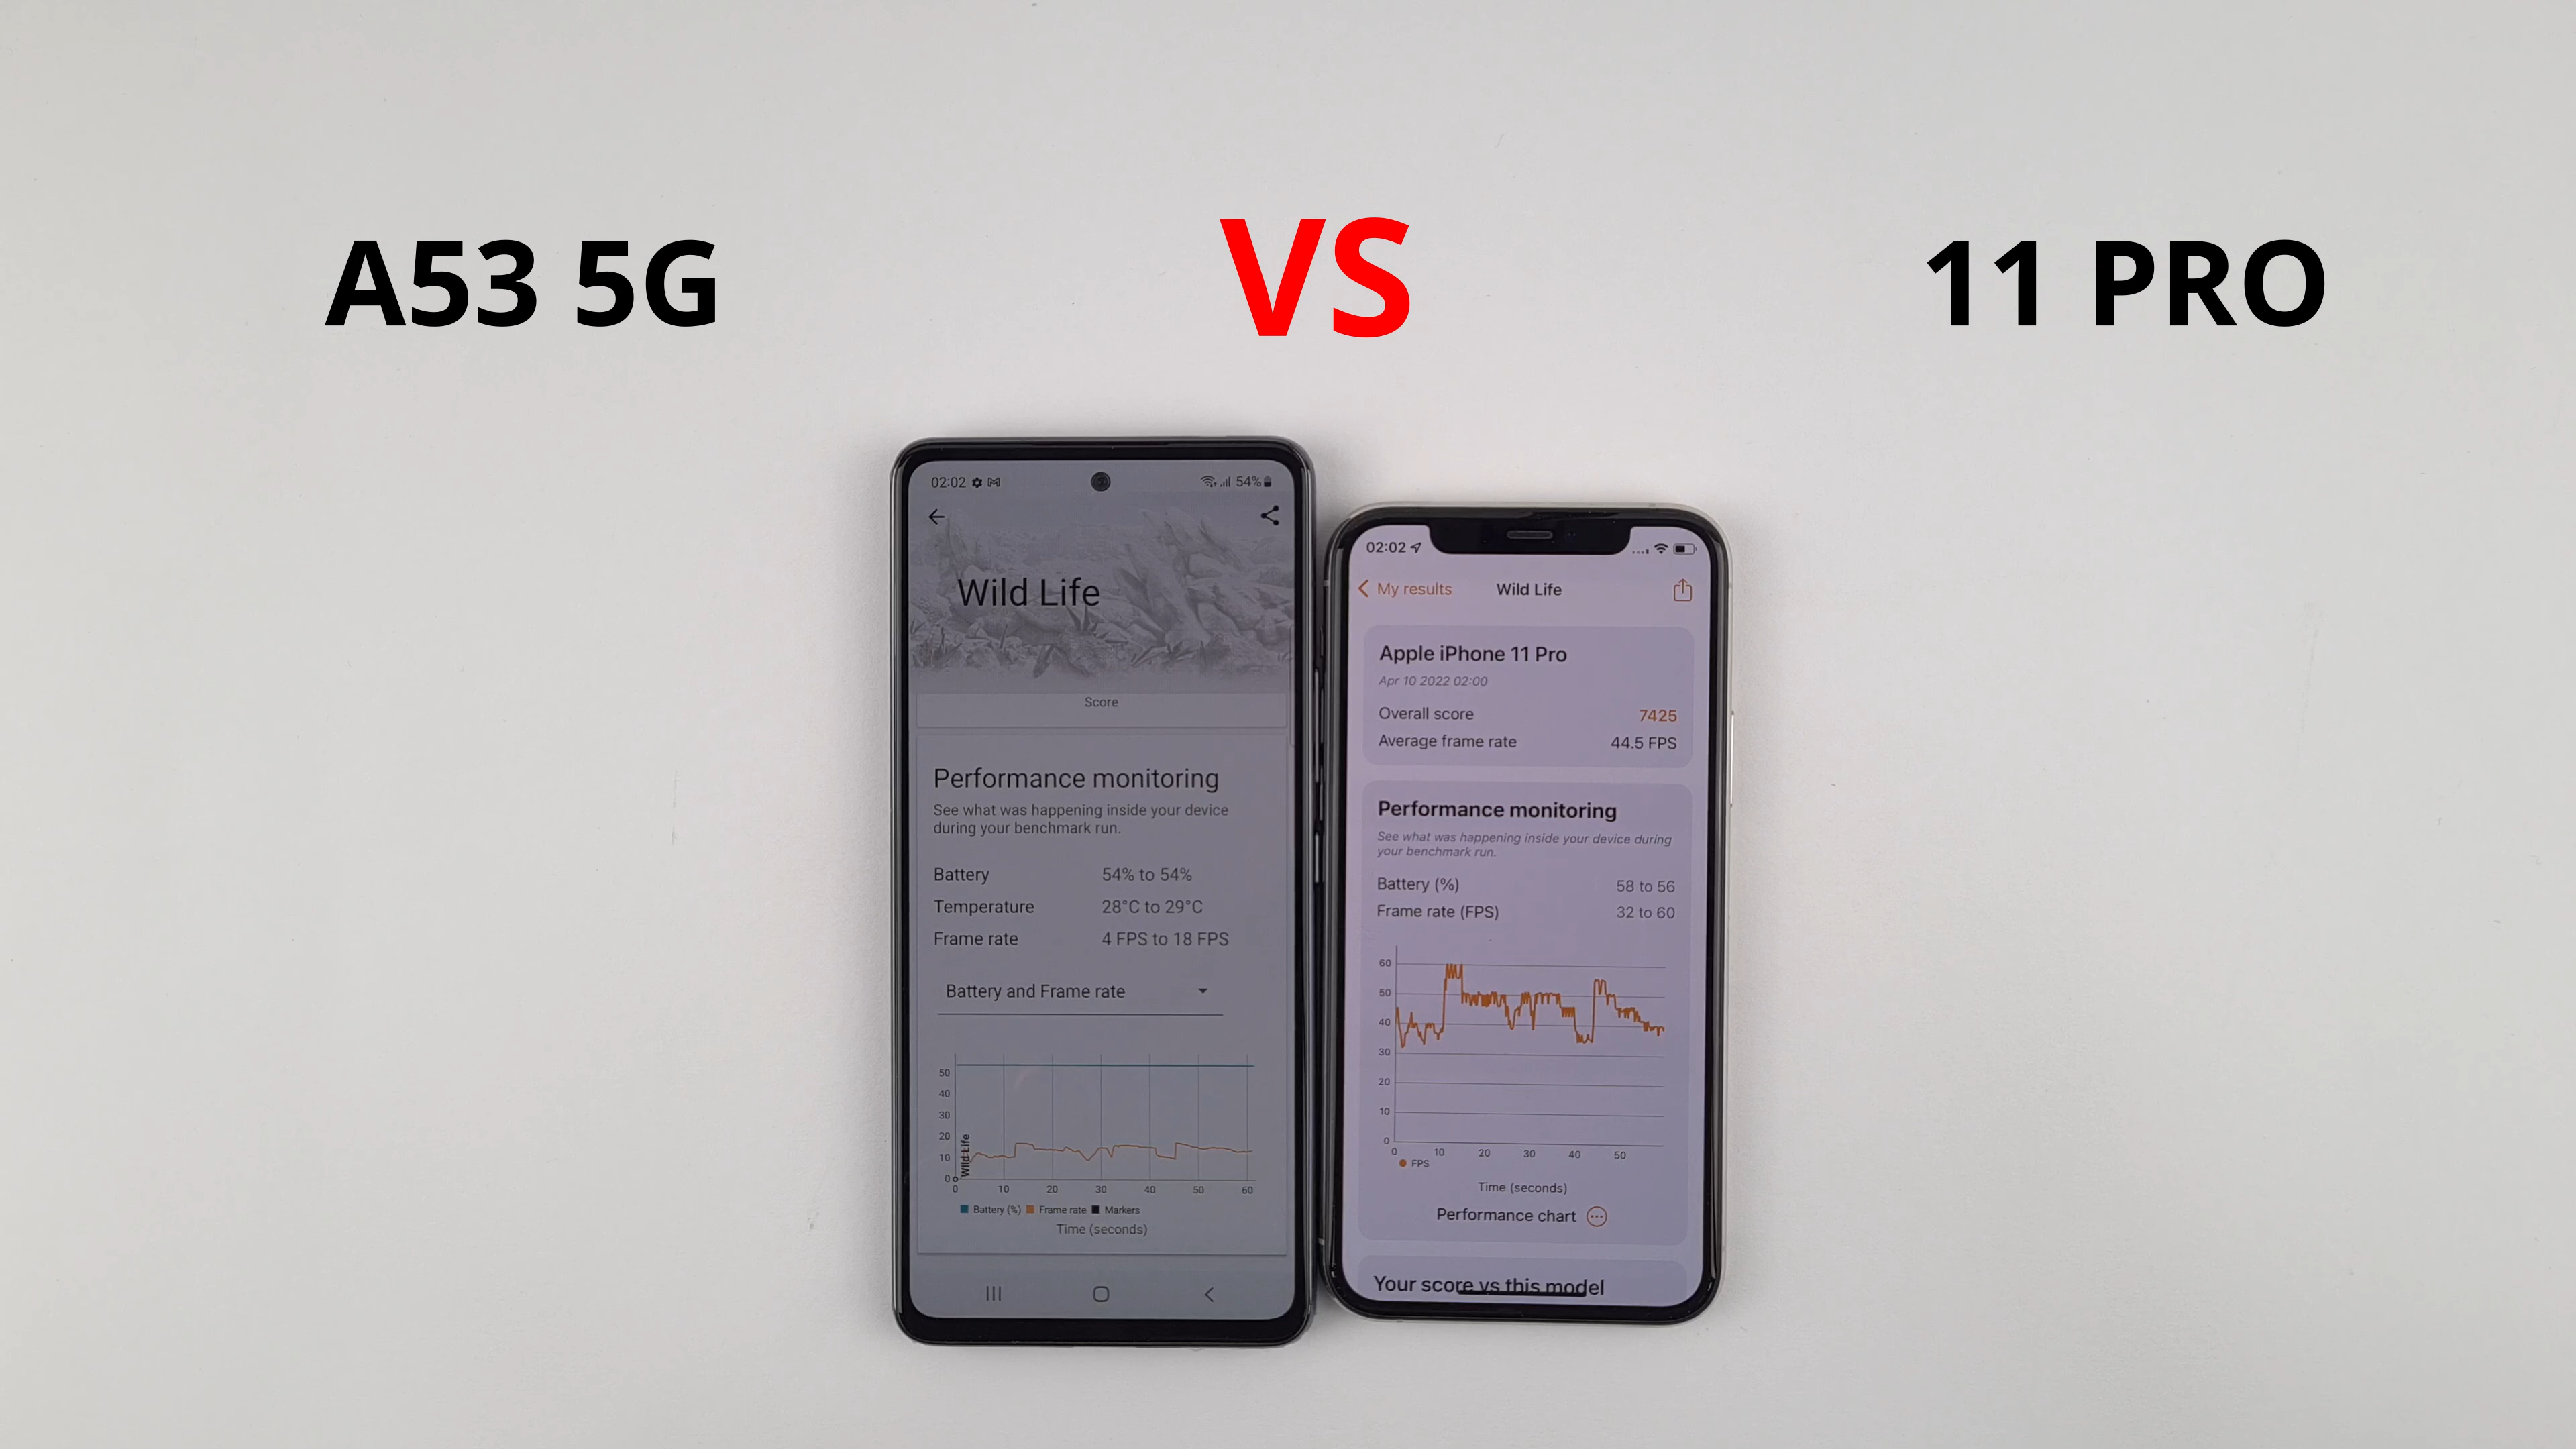 A53 5G
VS
11 PRO
02:02
54%
Wild Life
Score
Performance monitoring
See what was happening inside your device
during your benchmark run.
Battery 54% to 54%
Temperature 28°C to 29°C
Frame rate 4 FPS to 18 FPS
Battery and Frame rate
50
40
30
20
10
0
Wild Life
0 10 20 30 40 50 60
Battery (%) Frame rate Markers
Time (seconds)
02:02
My results Wild Life
Apple iPhone 11 Pro
Apr 10 2022 02:00
Overall score 7425
Average frame rate 44.5 FPS
Performance monitoring
See what was happening inside your device during
your benchmark run.
Battery (%) 58 to 56
Frame rate (FPS) 32 to 60
60
50
40
30
20
10
0
0 10 20 30 40 50
FPS
Time (seconds)
Performance chart
Your score vs this model